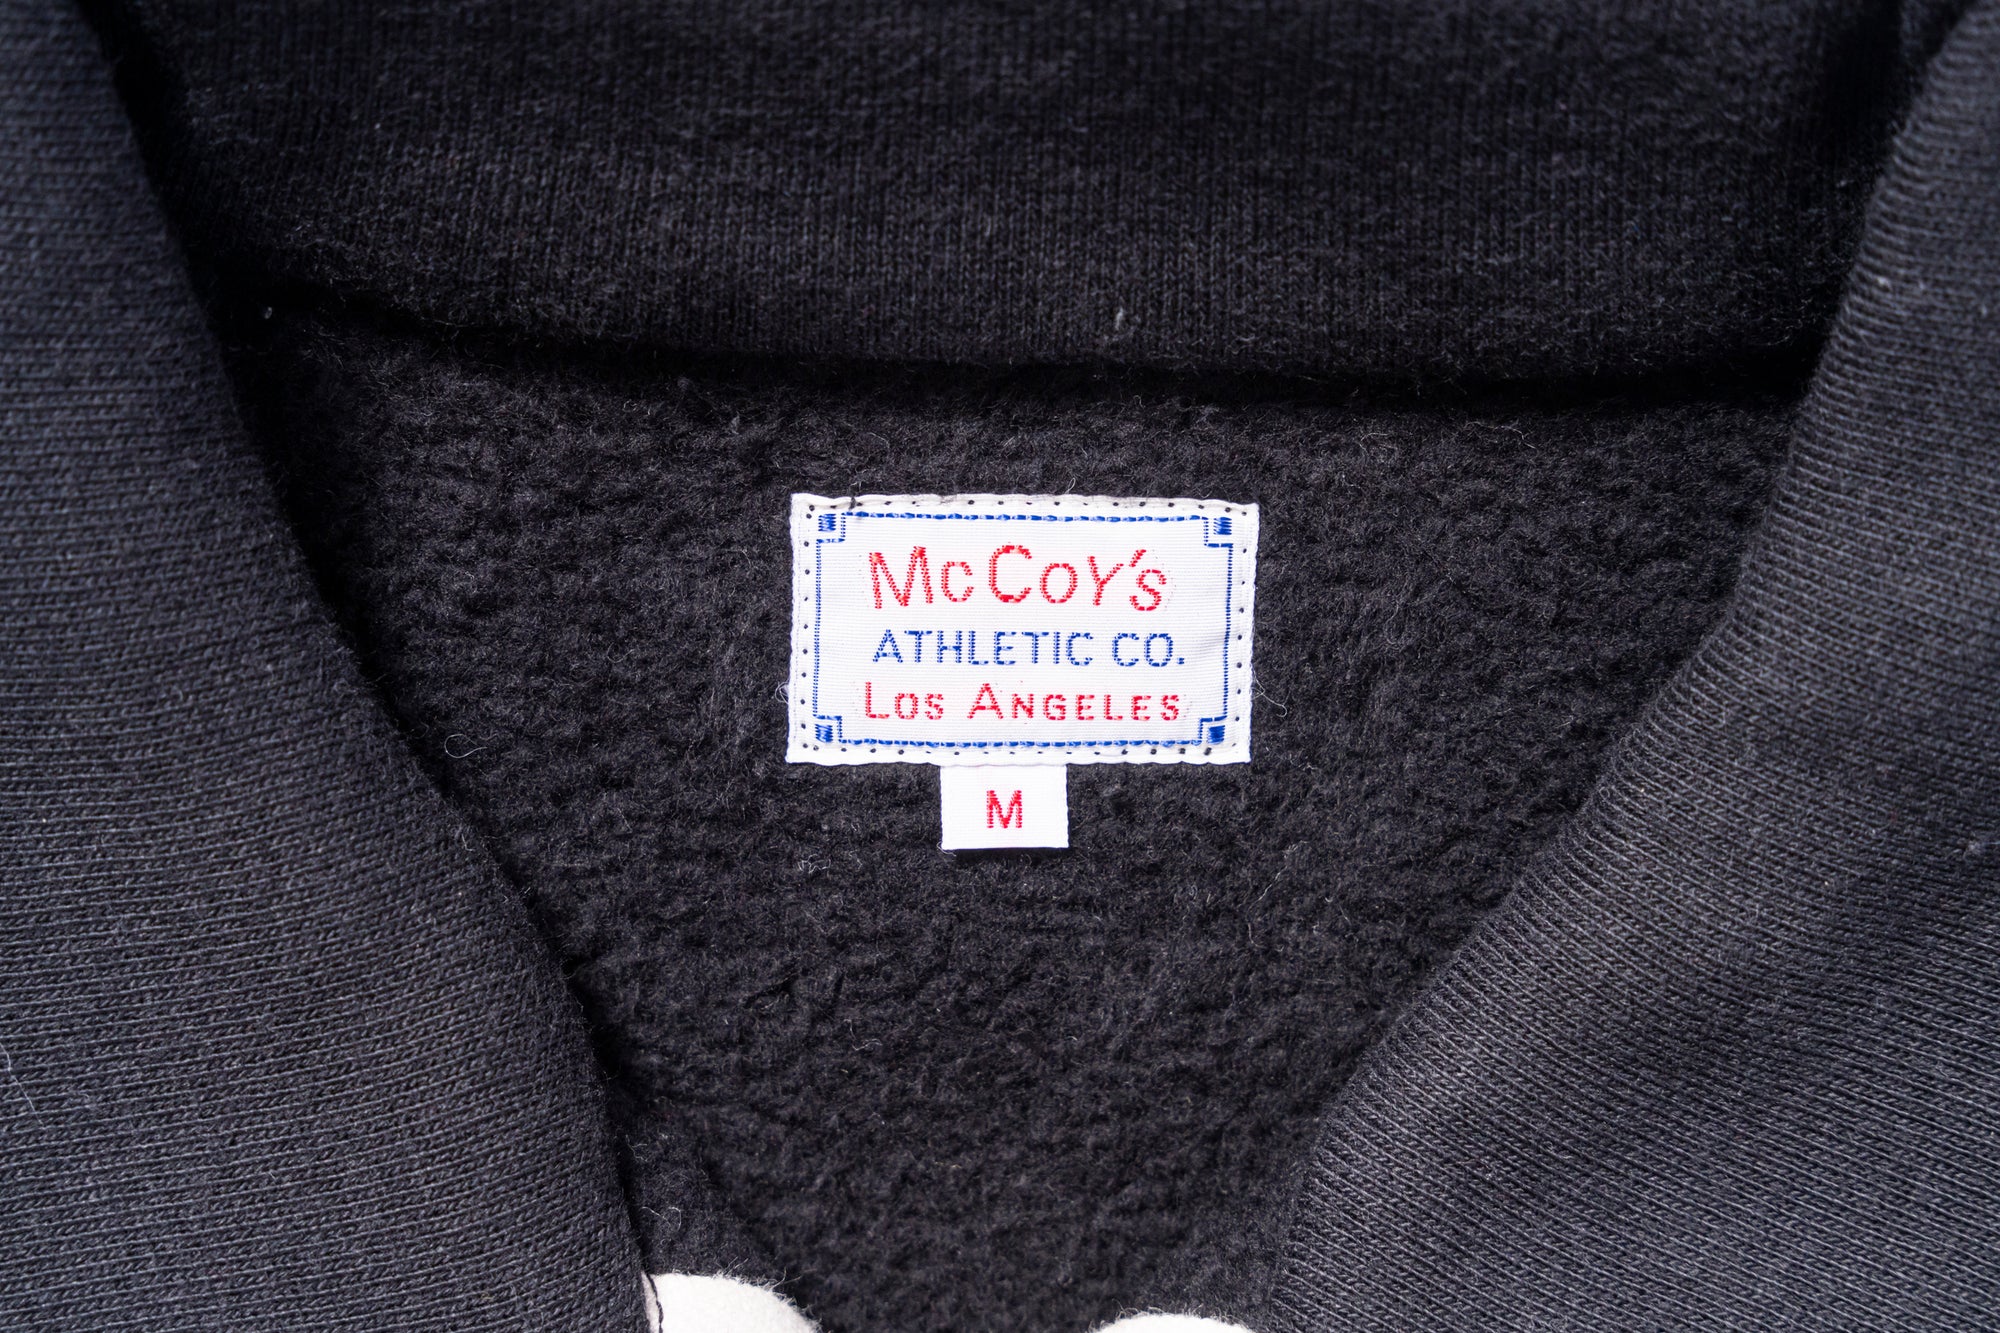 McCoy's
ATHLETIC CO.
Los Angeles
M